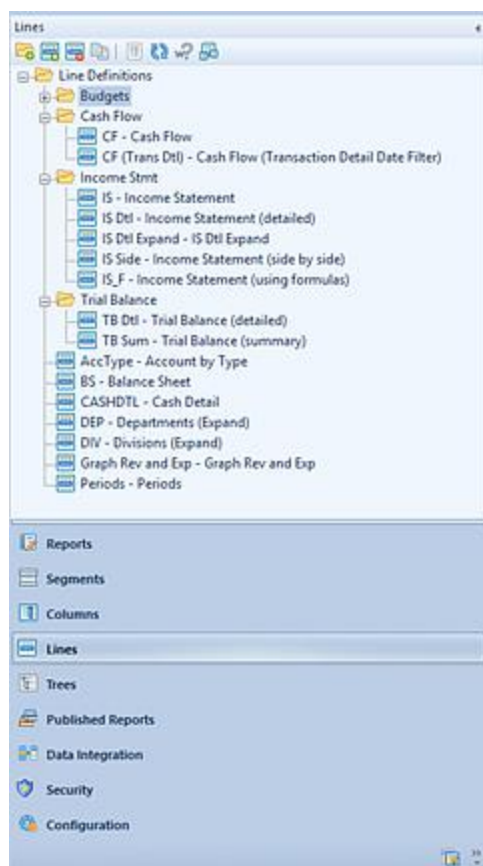 Lines
Line Definitions
Budgets
Cash Flow
CF - Cash Flow
CF (Trans Dtl) - Cash Flow (Transaction Detail Date Filter)
Income Stmt
IS - Income Statement
IS Dtl - Income Statement (detailed)
IS Dtl Expand - IS Dtl Expand
IS Side - Income Statement (side by side)
IS_F - Income Statement (using formulas)
Trial Balance
TB Dtl - Trial Balance (detailed)
TB Sum - Trial Balance (summary)
AccType - Account by Type
BS - Balance Sheet
CASHDTL - Cash Detail
DEP - Departments (Expand)
DIV - Divisions (Expand)
Graph Rev and Exp - Graph Rev and Exp
Periods - Periods
Reports
Segments
Columns
Lines
Trees
Published Reports
Data Integration
Security
Configuration